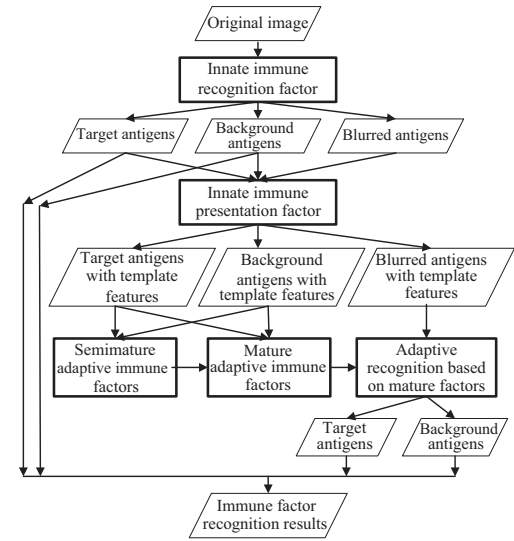 Original image
Innate immune
recognition factor
Target antigens
Background
antigens
Blurred antigens
Innate immune
presentation factor
Target antigens
with template
features
Background
antigens with
template features
Blurred antigens
with template
features
Semimature
adaptive immune
factors
Mature
adaptive immune
factors
Adaptive
recognition based
on mature factors
Target
antigens
Background
antigens
Immune factor
recognition results